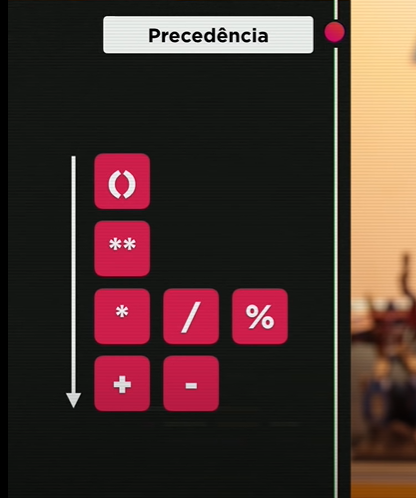 Precedência
()
**
* / %
+ -